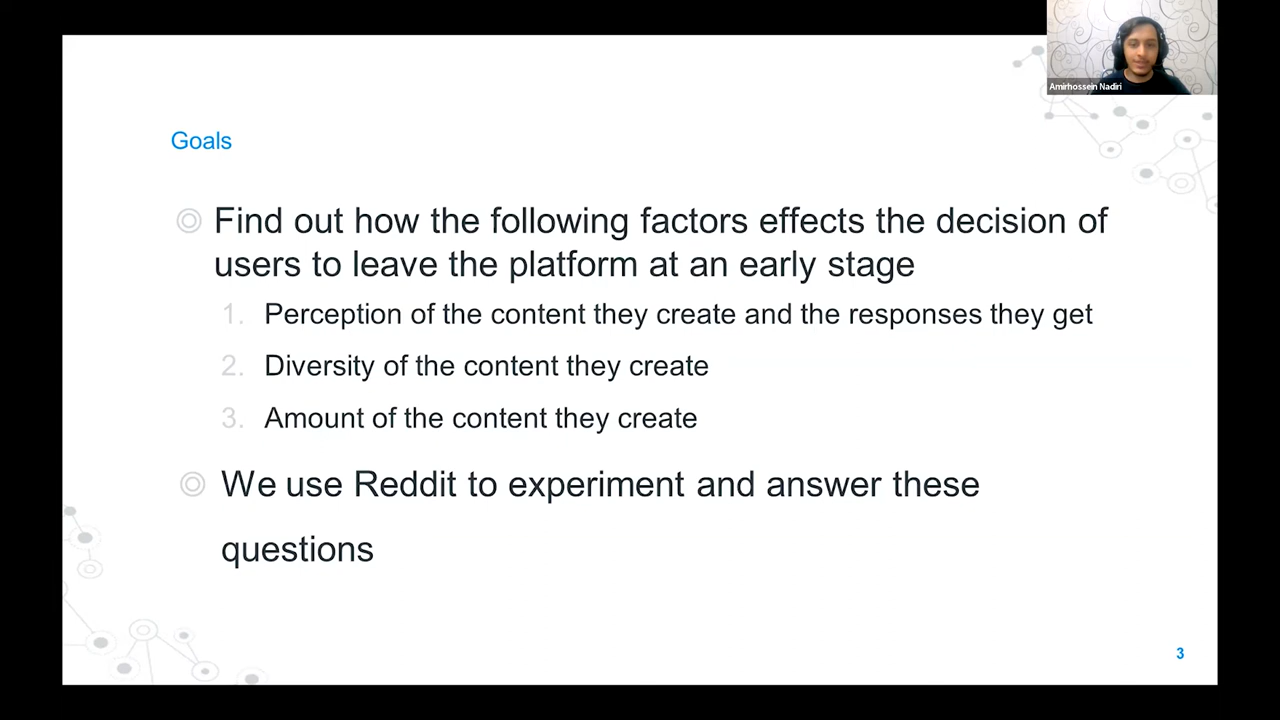 Amirhossein Nadiri
Goals
Find out how the following factors effects the decision of
users to leave the platform at an early stage
1. Perception of the content they create and the responses they get
2. Diversity of the content they create
3. Amount of the content they create
We use Reddit to experiment and answer these
questions
3